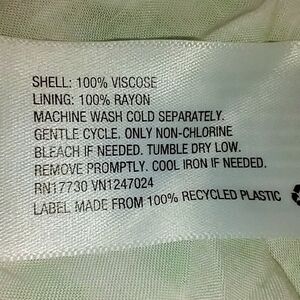 SHELL: 100% VISCOSE
LINING: 100% RAYON
MACHINE WASH COLD SEPARATELY.
GENTLE CYCLE. ONLY NON-CHLORINE
BLEACH IF NEEDED. TUMBLE DRY LOW.
REMOVE PROMPTLY. COOL IRON IF NEEDED.
RN17730 VN1247024
LABEL MADE FROM 100% RECYCLED PLASTIC